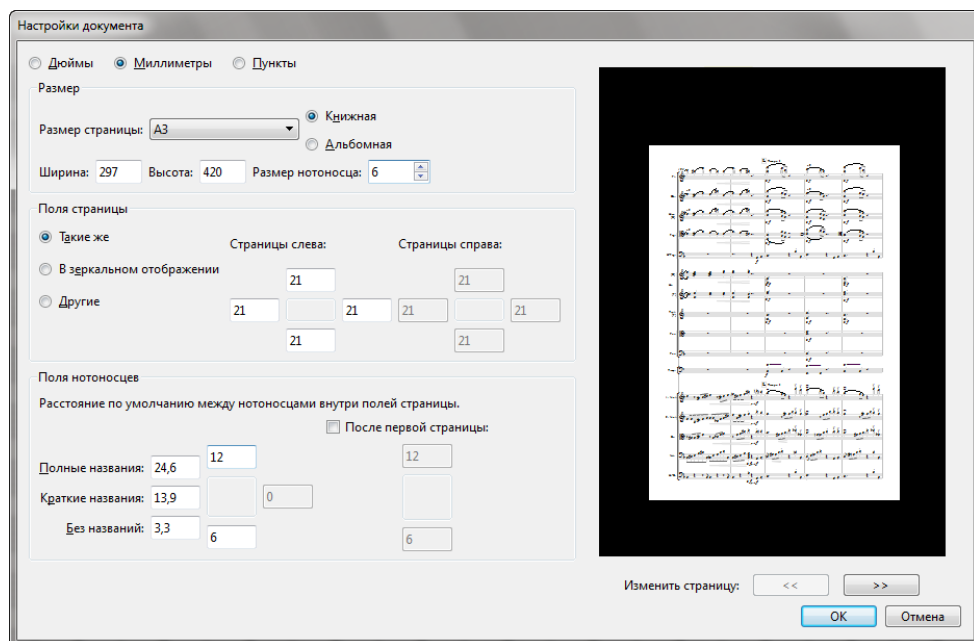 Настройки документа
Дюймы Миллиметры Пункты
Размер
Размер страницы: A3
Книжная
Альбомная
Ширина: 297 Высота: 420 Размер нотоносца: 6
Поля страницы
Такие же
Страницы слева: Страницы справа:
В зеркальном отображении
21 21
Другие
21 21 21 21
21 21
Поля нотоносцев
Расстояние по умолчанию между нотоносцами внутри полей страницы.
После первой страницы:
12 12
Полные названия: 24,6
Краткие названия: 13,9 0
Без названий: 3,3
6 6
Изменить страницу: << >>
OK Отмена